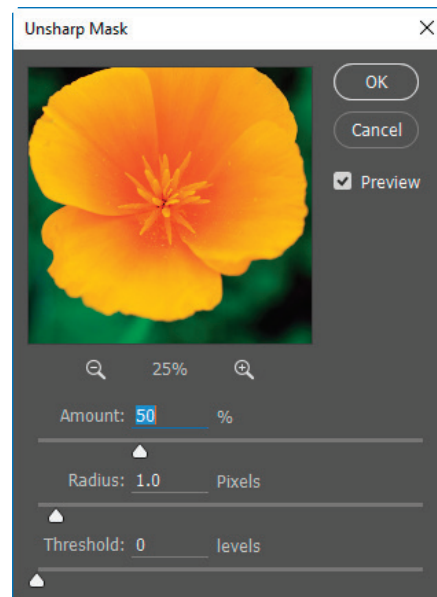 Unsharp Mask
OK
Cancel
Preview
25%
Amount: 50 %
Radius: 1.0 Pixels
Threshold: 0 levels